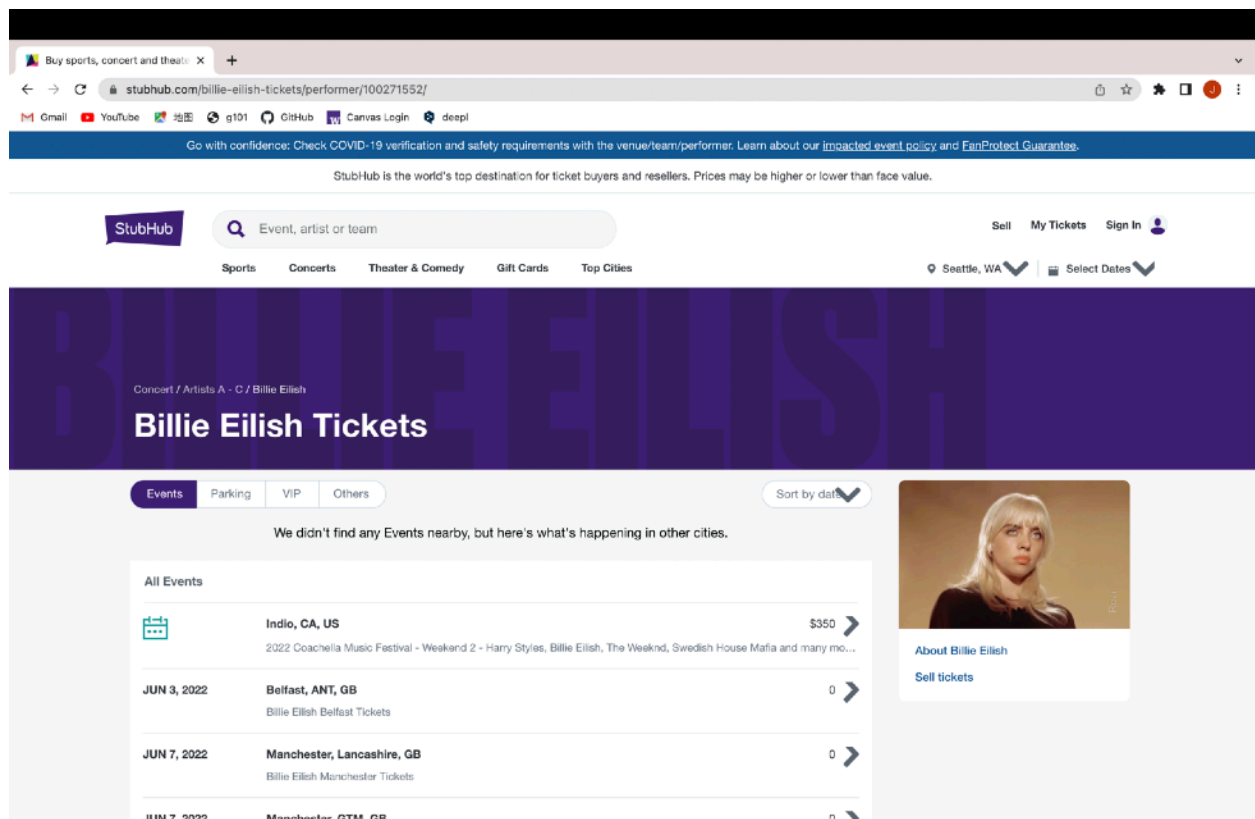 Buy sports, concert and theate
stubhub.com/billie-eilish-tickets/performer/100271552/
Gmail YouTube 地图 g101 GitHub Canvas Login deepl
Go with confidence: Check COVID-19 verification and safety requirements with the venue/team/performer. Learn about our impacted event policy and FanProtect Guarantee.
StubHub is the world's top destination for ticket buyers and resellers. Prices may be higher or lower than face value.
StubHub Event, artist or team Sell My Tickets Sign In
Sports Concerts Theater & Comedy Gift Cards Top Cities Seattle, WA Select Dates
BILLIE EILISH
Concert / Artists A - C / Billie Eilish
Billie Eilish Tickets
Events Parking VIP Others Sort by date
We didn't find any Events nearby, but here's what's happening in other cities.
All Events
Indio, CA, US $350
2022 Coachella Music Festival - Weekend 2 - Harry Styles, Billie Eilish, The Weeknd, Swedish House Mafia and many mo...
About Billie Eilish
Sell tickets
JUN 3, 2022 Belfast, ANT, GB 0
Billie Eilish Belfast Tickets
JUN 7, 2022 Manchester, Lancashire, GB 0
Billie Eilish Manchester Tickets
JUN 7, 2022 Manchester, GTM, GB 0